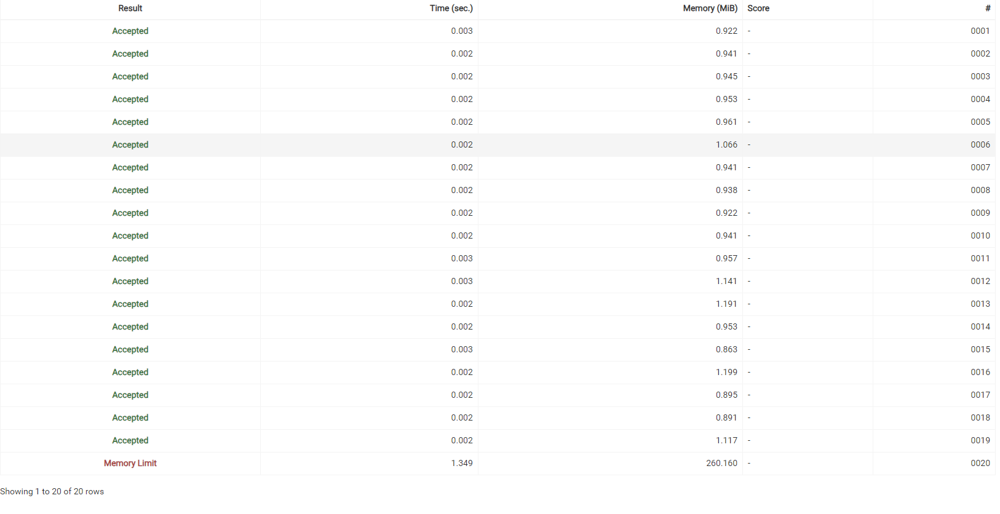 Result Time (sec.) Memory (MiB) Score #
Accepted 0.003 0.922 - 0001
Accepted 0.002 0.941 - 0002
Accepted 0.002 0.945 - 0003
Accepted 0.002 0.953 - 0004
Accepted 0.002 0.961 - 0005
Accepted 0.002 1.066 - 0006
Accepted 0.002 0.941 - 0007
Accepted 0.002 0.938 - 0008
Accepted 0.002 0.922 - 0009
Accepted 0.002 0.941 - 0010
Accepted 0.003 0.957 - 0011
Accepted 0.003 1.141 - 0012
Accepted 0.002 1.191 - 0013
Accepted 0.002 0.953 - 0014
Accepted 0.003 0.863 - 0015
Accepted 0.002 1.199 - 0016
Accepted 0.002 0.895 - 0017
Accepted 0.002 0.891 - 0018
Accepted 0.002 1.117 - 0019
Memory Limit 1.349 260.160 - 0020
Showing 1 to 20 of 20 rows